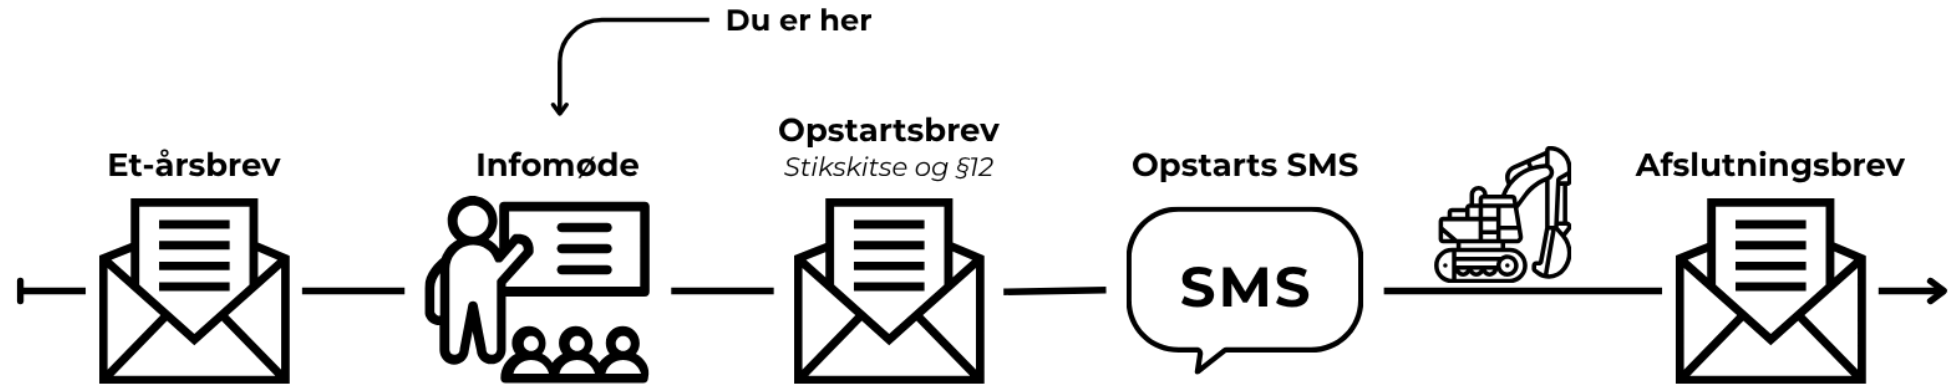 Du er her
Et-årsbrev
Infomøde
Opstartsbrev
Stikskitse og §12
Opstarts SMS
SMS
Afslutningsbrev